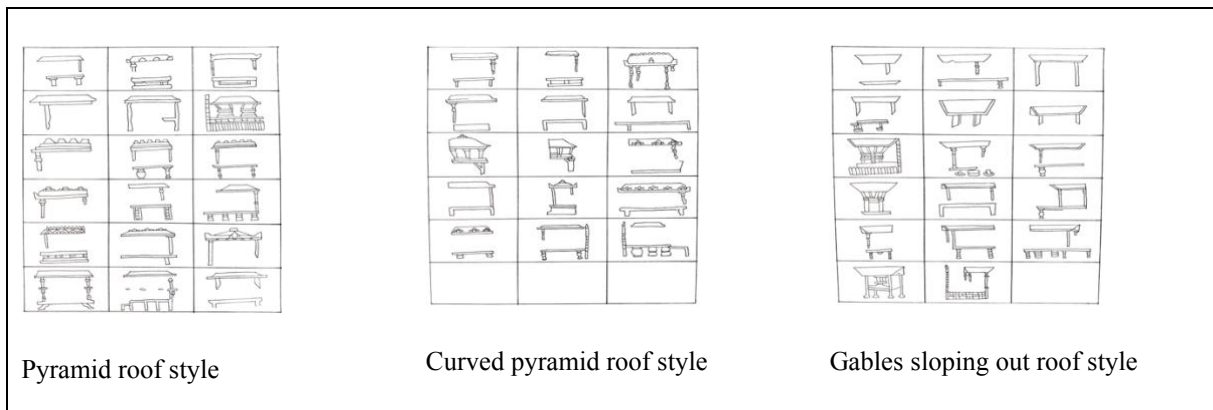 Pyramid roof style
Curved pyramid roof style
Gables sloping out roof style